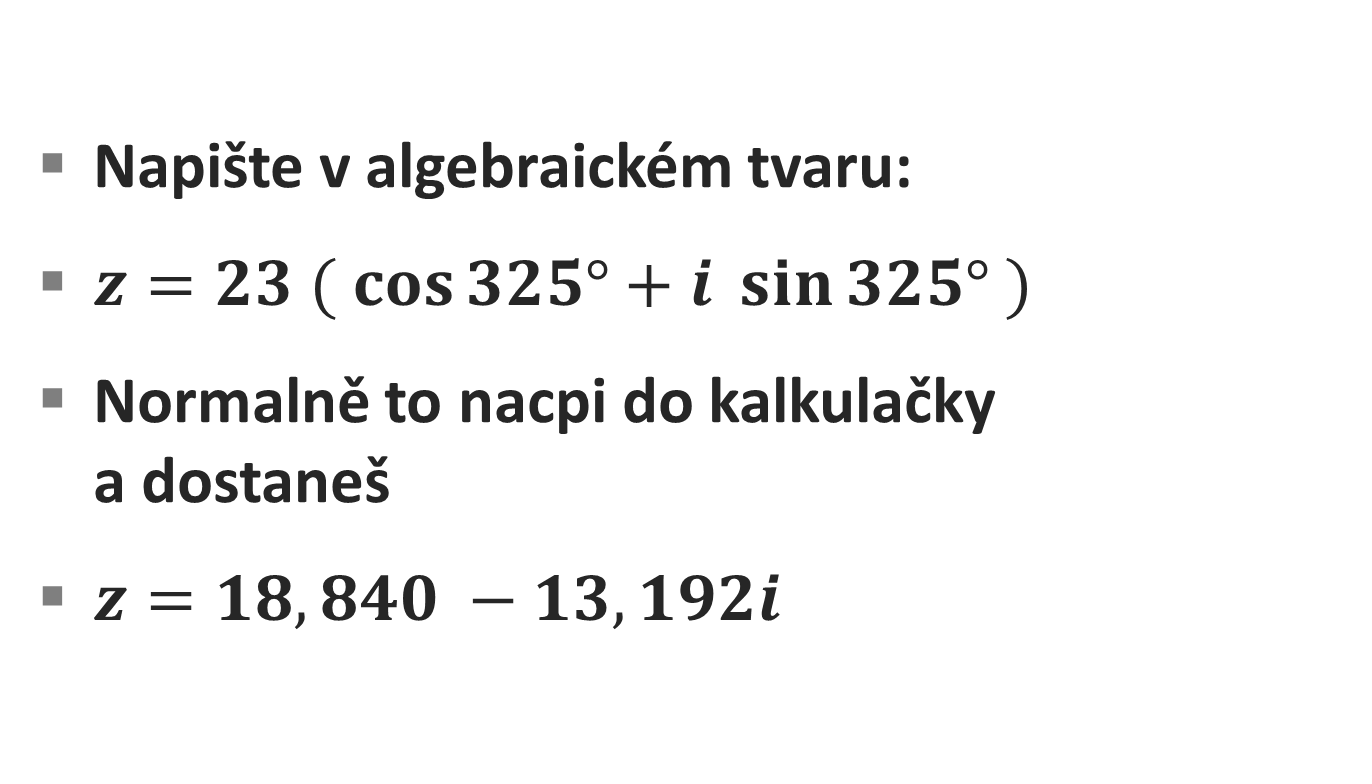 ▪ Napište v algebraickém tvaru:
▪ z = 23 ( cos 325° + i sin 325° )
▪ Normalně to nacpi do kalkulačky
a dostaneš
▪ z = 18,840 − 13,192i